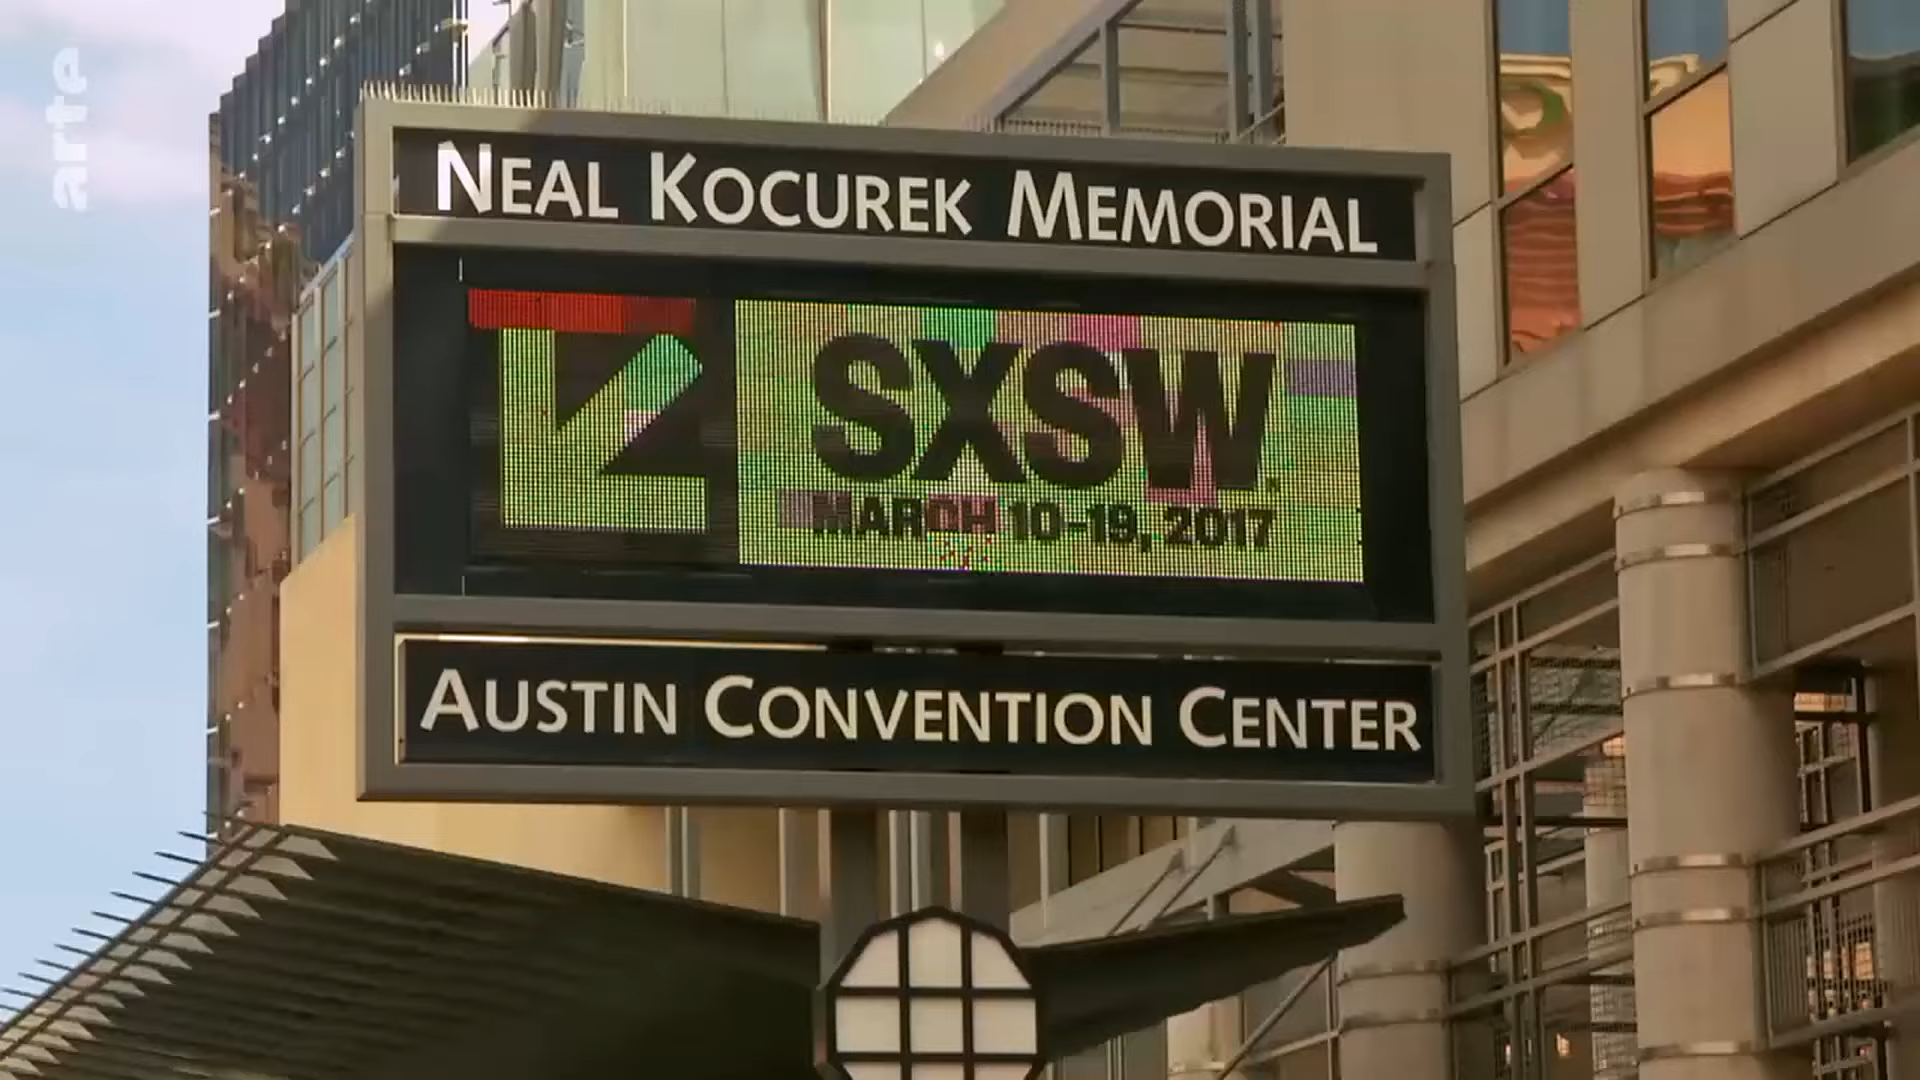 arte
NEAL KOCUREK MEMORIAL
SXSW.
MARCH 10-19, 2017
AUSTIN CONVENTION CENTER